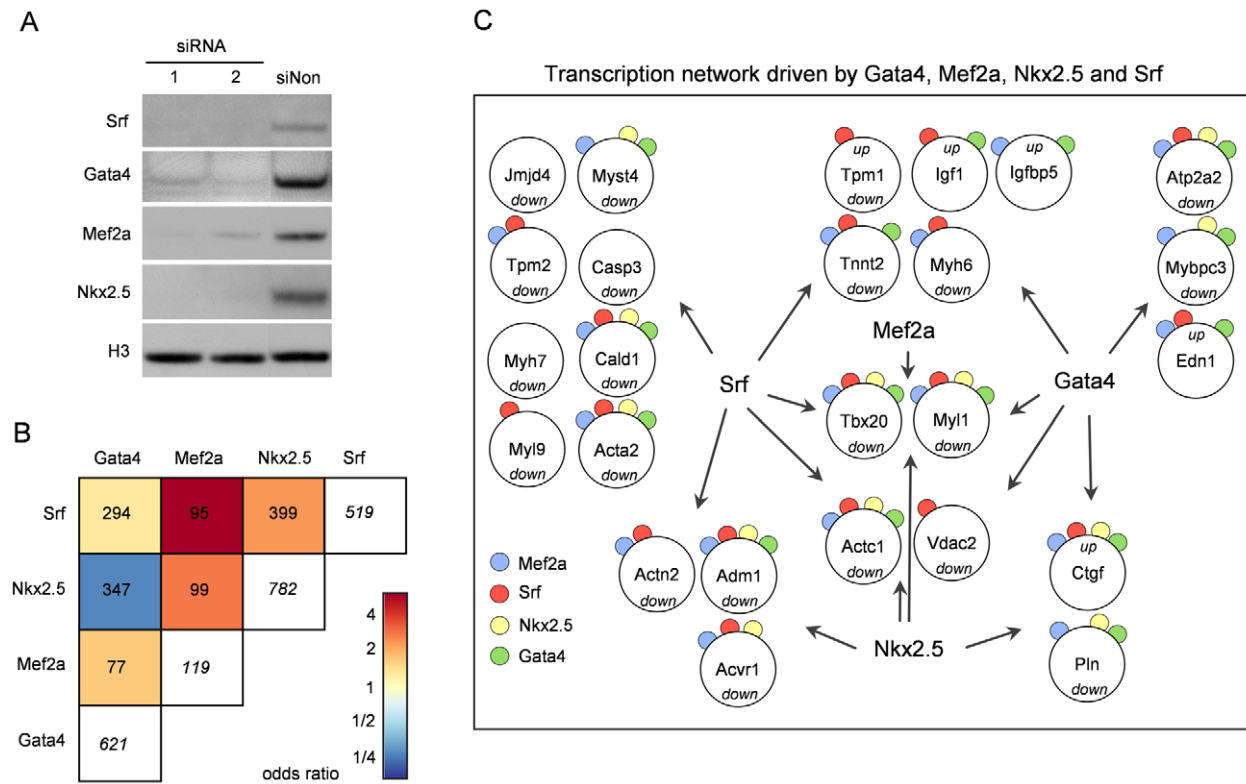 A
siRNA
1 2 siNon
Srf
Gata4
Mef2a
Nkx2.5
H3
B
Gata4 Mef2a Nkx2.5 Srf
Srf 294 95 399 519
Nkx2.5 347 99 782
Mef2a 77 119
Gata4 621
4
2
1
1/2
1/4
odds ratio
C
Transcription network driven by Gata4, Mef2a, Nkx2.5 and Srf
Jmjd4
down
Myst4
down
Tpm2
down
Casp3
down
Myh7
down
Cald1
down
Myl9
down
Acta2
down
up
Tpm1
down
up
Igf1
up
Igfbp5
Tnnt2
down
Myh6
down
Atp2a2
down
Mybpc3
down
up
Edn1
Mef2a
Srf
Gata4
Tbx20
down
Myl1
down
Actn2
down
Adm1
down
Acvr1
down
Actc1
down
Vdac2
down
up
Ctgf
Pln
down
Nkx2.5
Mef2a
Srf
Nkx2.5
Gata4